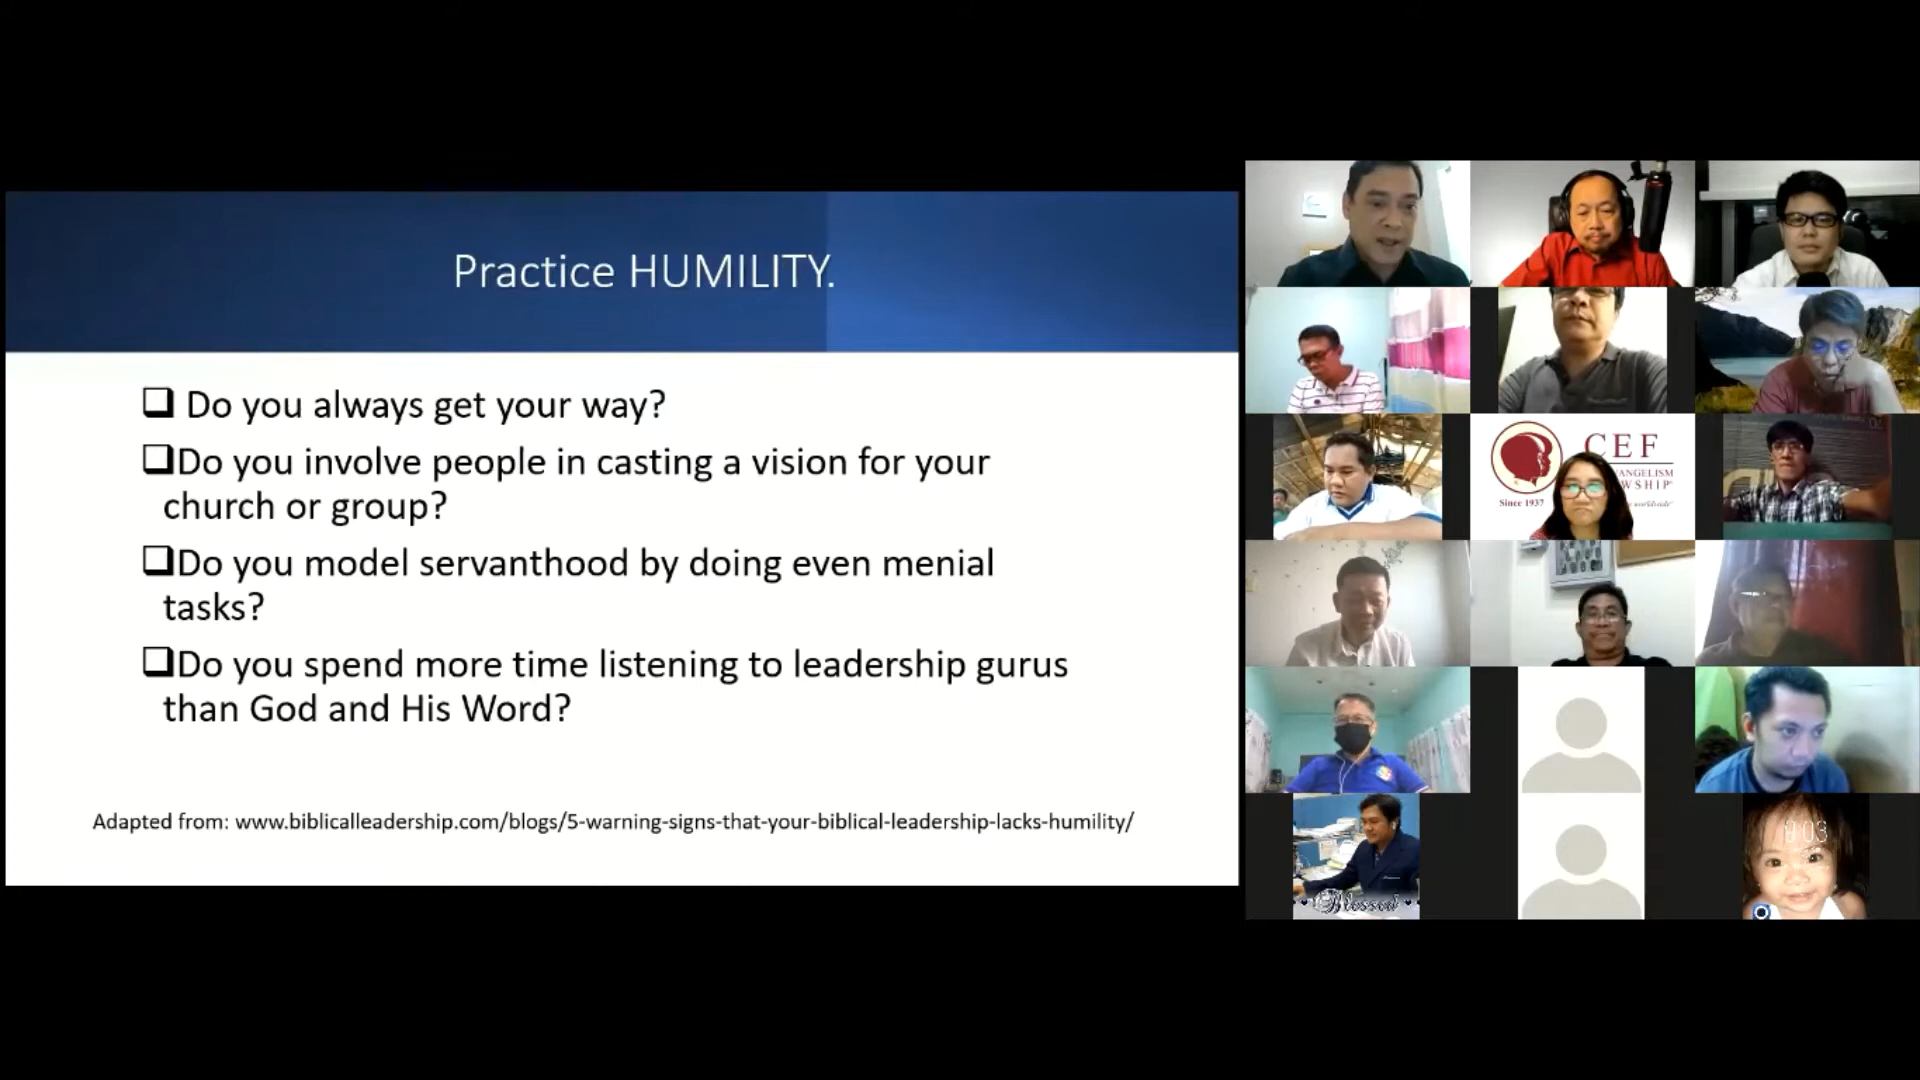 Practice HUMILITY.
❑ Do you always get your way?
❑Do you involve people in casting a vision for your
church or group?
❑Do you model servanthood by doing even menial
tasks?
❑Do you spend more time listening to leadership gurus
than God and His Word?
Adapted from: www.biblicalleadership.com/blogs/5-warning-signs-that-your-biblical-leadership-lacks-humility/
CEF
Since 1937
worldwide"
Blessed
9:03